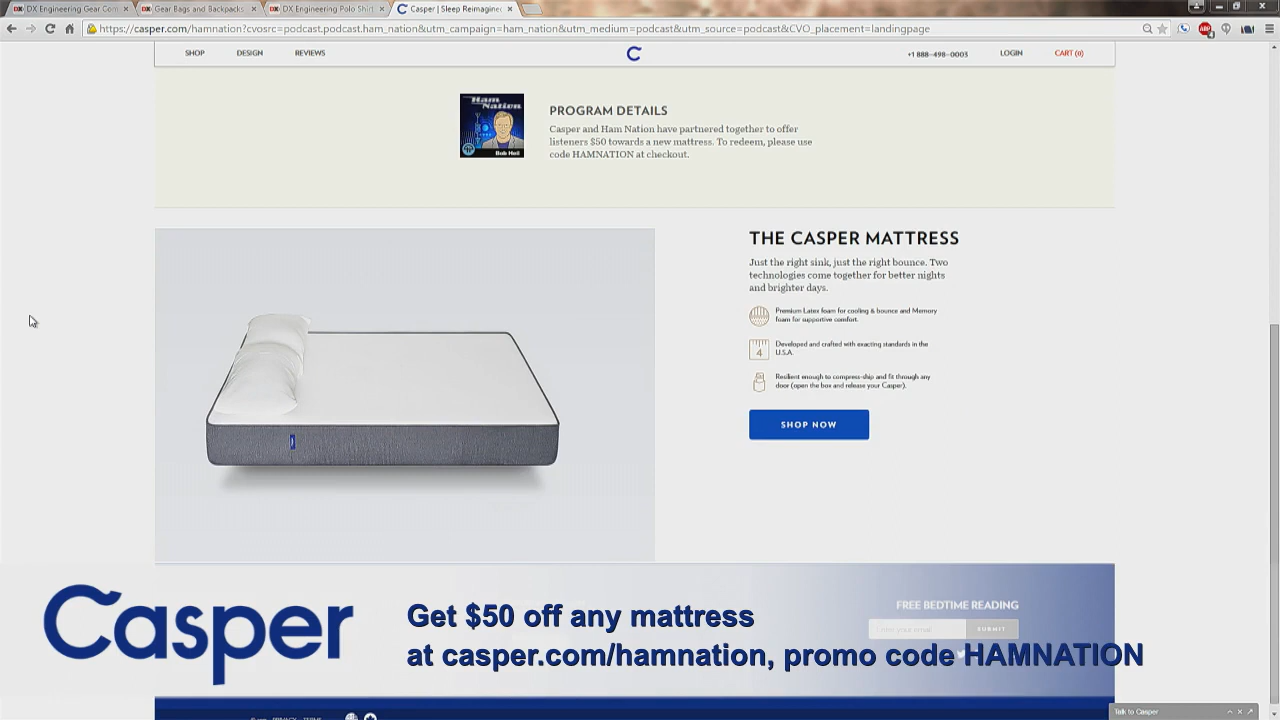 DX Engineering Gear Com
Gear Bags and Backpacks
DX Engineering Polo Shirt
Casper | Sleep Reimagine
https://casper.com/hamnation?cvosrc=podcast.podcast.ham_nation&utm_campaign=ham_nation&utm_medium=podcast&utm_source=podcast&CVO_placement=landingpage
SHOP DESIGN REVIEWS +1 888-498-0003 LOGIN CART (0)
Ham Nation
Bob Heil
PROGRAM DETAILS
Casper and Ham Nation have partnered together to offer
listeners $50 towards a new mattress. To redeem, please use
code HAMNATION at checkout.
THE CASPER MATTRESS
Just the right sink, just the right bounce. Two
technologies come together for better nights
and brighter days.
Premium Latex foam for cooling & bounce and Memory
foam for supportive comfort.
4
Developed and crafted with exacting standards in the
U.S.A.
Resilient enough to compress-ship and fit through any
door (open the box and release your Casper).
SHOP NOW
FREE BEDTIME READING
SUBMIT
Casper
Get $50 off any mattress
at casper.com/hamnation, promo code HAMNATION
PRIVACY TERMS
Talk to Casper